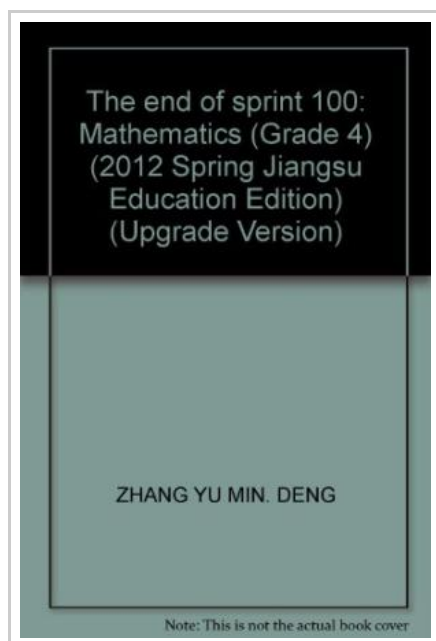 The end of sprint 100:
Mathematics (Grade 4)
(2012 Spring Jiangsu
Education Edition)
(Upgrade Version)
ZHANG YU MIN. DENG
Note: This is not the actual book cover